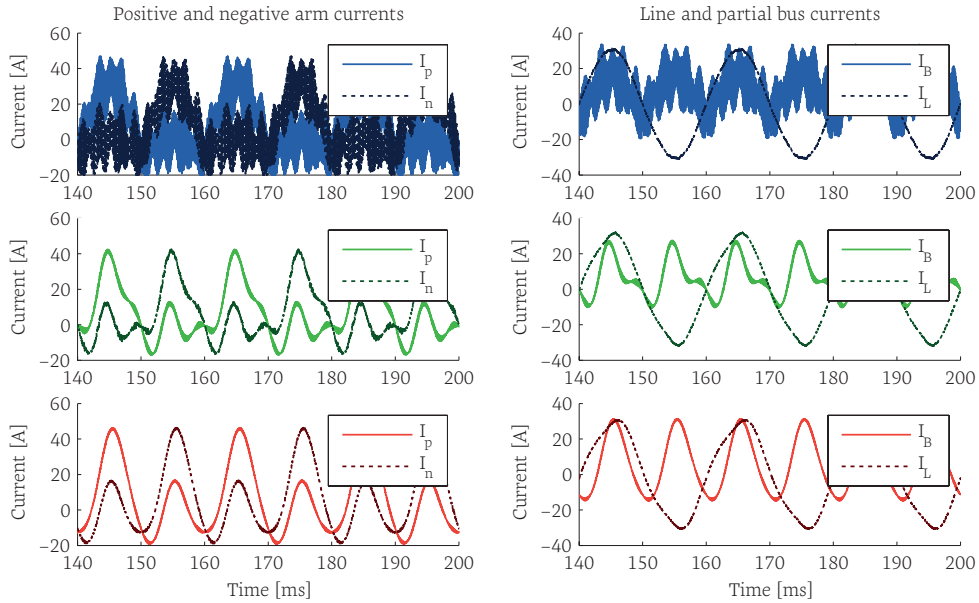 Positive and negative arm currents
Line and partial bus currents
Current [A]
60
40
20
0
−20
140 150 160 170 180 190 200
I_p
I_n
Current [A]
40
20
0
−20
−40
140 150 160 170 180 190 200
I_B
I_L
Current [A]
60
40
20
0
−20
140 150 160 170 180 190 200
I_p
I_n
Current [A]
40
20
0
−20
−40
140 150 160 170 180 190 200
I_B
I_L
Current [A]
60
40
20
0
−20
140 150 160 170 180 190 200
Time [ms]
I_p
I_n
Current [A]
40
20
0
−20
−40
140 150 160 170 180 190 200
Time [ms]
I_B
I_L